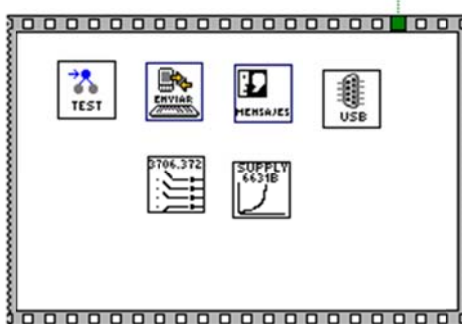 TEST
ENVIAR
MENSAJES
USB
3706.372
SUPPLY
6631B